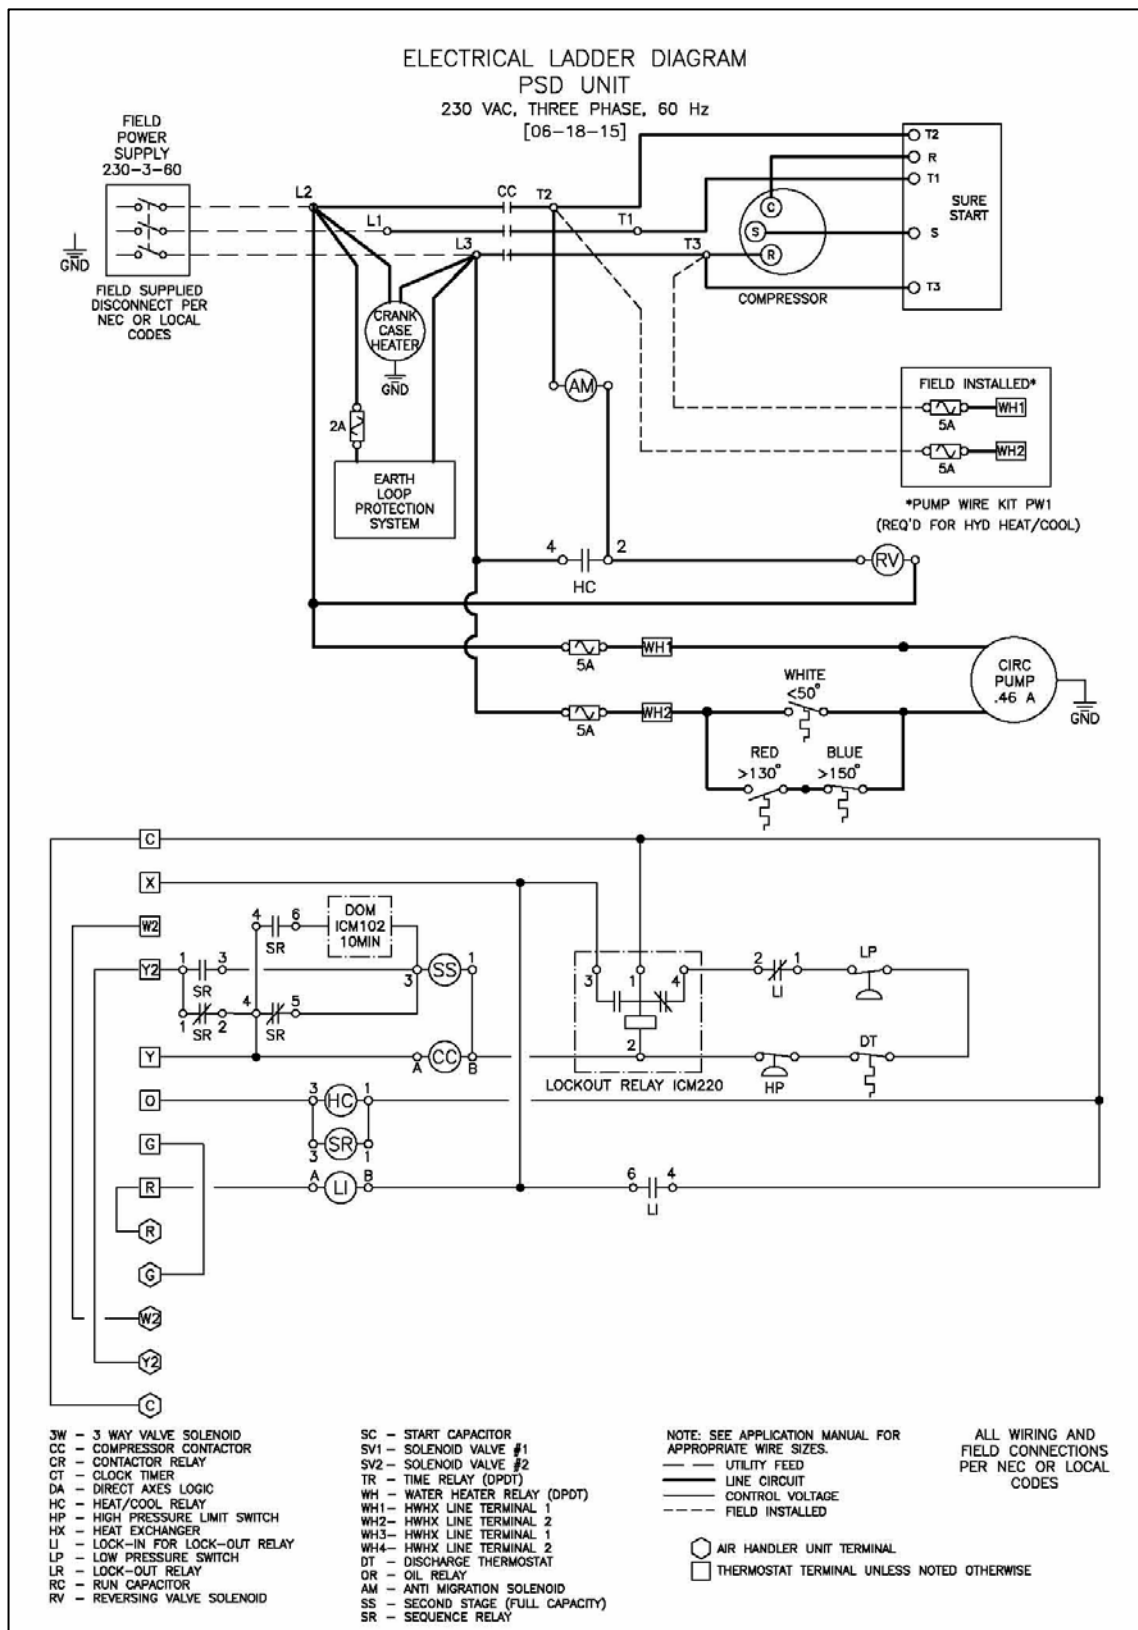 ELECTRICAL LADDER DIAGRAM
PSD UNIT
230 VAC, THREE PHASE, 60 Hz
[06-18-15]
FIELD
POWER
SUPPLY
230-3-60
GND
FIELD SUPPLIED
DISCONNECT PER
NEC OR LOCAL
CODES
L2
CC
T2
L1
T1
L3
T3
C
S
R
COMPRESSOR
T2
R
T1
SURE
START
S
T3
CRANK
CASE
HEATER
GND
2A
EARTH
LOOP
PROTECTION
SYSTEM
AM
FIELD INSTALLED*
WH1
5A
WH2
5A
*PUMP WIRE KIT PW1
(REQ'D FOR HYD HEAT/COOL)
4
2
HC
RV
5A
WH1
CIRC
PUMP
.46 A
GND
WHITE
<50°
5A
WH2
RED
>130°
BLUE
>150°
C
X
W2
4
6
SR
DOM
ICM102
10MIN
Y2
1
3
SR
3
SS
1
1
2
SR
4
5
SR
3
1
4
2
LOCKOUT RELAY ICM220
2
1
LI
LP
Y
A
CC
B
HP
DT
O
3
HC
1
G
3
SR
1
R
A
LI
B
6
4
LI
R
G
W2
Y2
C
3W - 3 WAY VALVE SOLENOID
CC - COMPRESSOR CONTACTOR
CR - CONTACTOR RELAY
CT - CLOCK TIMER
DA - DIRECT AXES LOGIC
HC - HEAT/COOL RELAY
HP - HIGH PRESSURE LIMIT SWITCH
HX - HEAT EXCHANGER
LI - LOCK-IN FOR LOCK-OUT RELAY
LP - LOW PRESSURE SWITCH
LR - LOCK-OUT RELAY
RC - RUN CAPACITOR
RV - REVERSING VALVE SOLENOID
SC - START CAPACITOR
SV1 - SOLENOID VALVE #1
SV2 - SOLENOID VALVE #2
TR - TIME RELAY (DPDT)
WH - WATER HEATER RELAY (DPDT)
WH1- HWHX LINE TERMINAL 1
WH2- HWHX LINE TERMINAL 2
WH3- HWHX LINE TERMINAL 1
WH4- HWHX LINE TERMINAL 2
DT - DISCHARGE THERMOSTAT
OR - OIL RELAY
AM - ANTI MIGRATION SOLENOID
SS - SECOND STAGE (FULL CAPACITY)
SR - SEQUENCE RELAY
NOTE: SEE APPLICATION MANUAL FOR
APPROPRIATE WIRE SIZES.
UTILITY FEED
LINE CIRCUIT
CONTROL VOLTAGE
FIELD INSTALLED
AIR HANDLER UNIT TERMINAL
THERMOSTAT TERMINAL UNLESS NOTED OTHERWISE
ALL WIRING AND
FIELD CONNECTIONS
PER NEC OR LOCAL
CODES